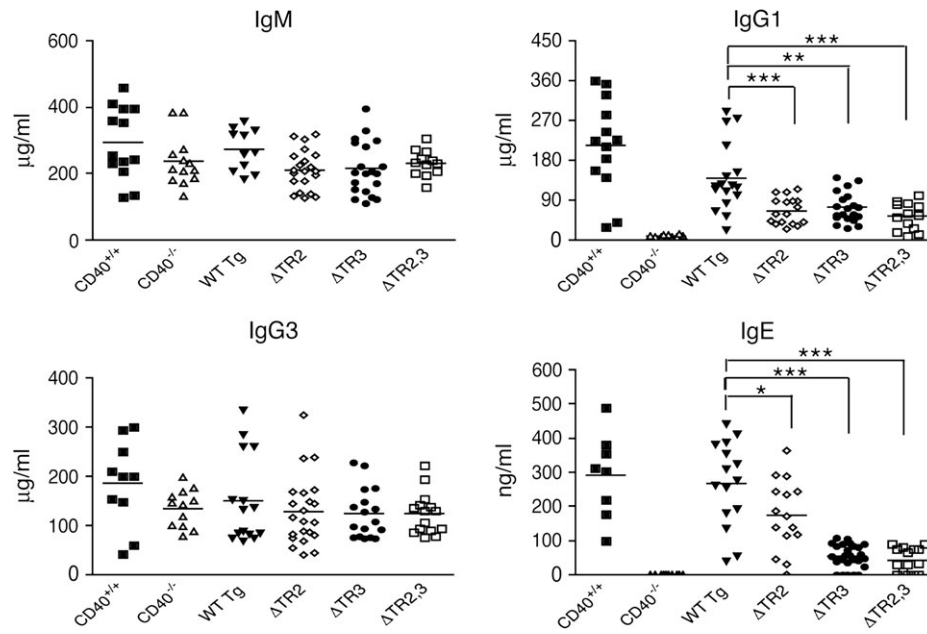 IgM
600
400
200
0
μg/ml
CD40+/+
CD40-/-
WT Tg
ΔTR2
ΔTR3
ΔTR2,3
IgG1
450
360
270
180
90
0
μg/ml
***
**
***
CD40+/+
CD40-/-
WT Tg
ΔTR2
ΔTR3
ΔTR2,3
IgG3
400
300
200
100
0
μg/ml
CD40+/+
CD40-/-
WT Tg
ΔTR2
ΔTR3
ΔTR2,3
IgE
600
500
400
300
200
100
0
ng/ml
***
***
*
CD40+/+
CD40-/-
WT Tg
ΔTR2
ΔTR3
ΔTR2,3